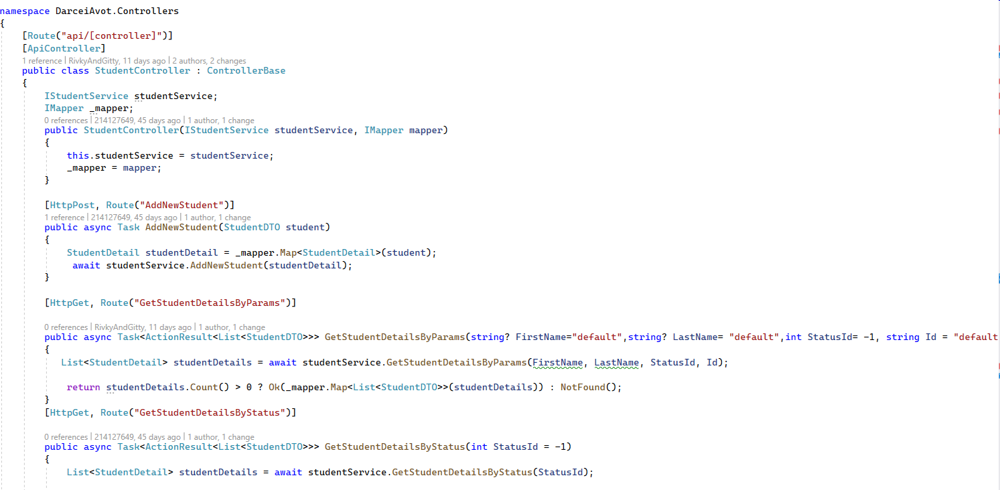 namespace DarceiAvot.Controllers
{
[Route("api/[controller]")]
[ApiController]
1 reference | RivkyAndGitty, 11 days ago | 2 authors, 2 changes
public class StudentController : ControllerBase
{
IStudentService studentService;
IMapper _mapper;
0 references | 214127649, 45 days ago | 1 author, 1 change
public StudentController(IStudentService studentService, IMapper mapper)
{
this.studentService = studentService;
_mapper = mapper;
}
[HttpPost, Route("AddNewStudent")]
1 reference | 214127649, 45 days ago | 1 author, 1 change
public async Task AddNewStudent(StudentDTO student)
{
StudentDetail studentDetail = _mapper.Map<StudentDetail>(student);
await studentService.AddNewStudent(studentDetail);
}
[HttpGet, Route("GetStudentDetailsByParams")]
0 references | RivkyAndGitty, 11 days ago | 1 author, 1 change
public async Task<ActionResult<List<StudentDTO>>> GetStudentDetailsByParams(string? FirstName="default",string? LastName= "default",int StatusId= -1, string Id = "default
{
List<StudentDetail> studentDetails = await studentService.GetStudentDetailsByParams(FirstName, LastName, StatusId, Id);
return studentDetails.Count() > 0 ? Ok(_mapper.Map<List<StudentDTO>>(studentDetails)) : NotFound();
}
[HttpGet, Route("GetStudentDetailsByStatus")]
0 references | 214127649, 45 days ago | 1 author, 1 change
public async Task<ActionResult<List<StudentDTO>>> GetStudentDetailsByStatus(int StatusId = -1)
{
List<StudentDetail> studentDetails = await studentService.GetStudentDetailsByStatus(StatusId);